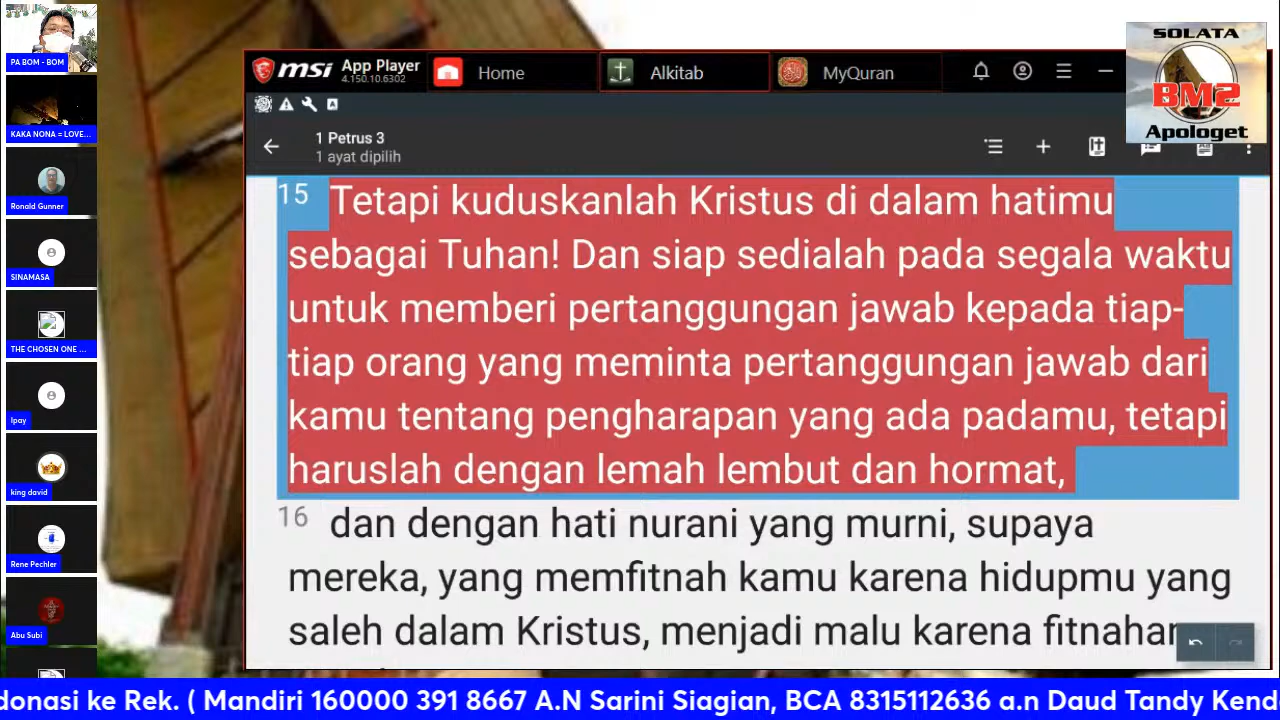 PA BOM - BOM
KAKA NONA = LOVE...
Ronald Gunner
SINAMASA
THE CHOSEN ONE ...
Ipay
king david
Rene Pechler
Abu Subi
msi App Player
4.150.10.6302
Home
Alkitab
MyQuran
SOLATA
BM2
Apologet
1 Petrus 3
1 ayat dipilih
15 Tetapi kuduskanlah Kristus di dalam hatimu
sebagai Tuhan! Dan siap sedialah pada segala waktu
untuk memberi pertanggungan jawab kepada tiap-
tiap orang yang meminta pertanggungan jawab dari
kamu tentang pengharapan yang ada padamu, tetapi
haruslah dengan lemah lembut dan hormat,
16 dan dengan hati nurani yang murni, supaya
mereka, yang memfitnah kamu karena hidupmu yang
saleh dalam Kristus, menjadi malu karena fitnahan
donasi ke Rek. ( Mandiri 160000 391 8667 A.N Sarini Siagian, BCA 8315112636 a.n Daud Tandy Kend